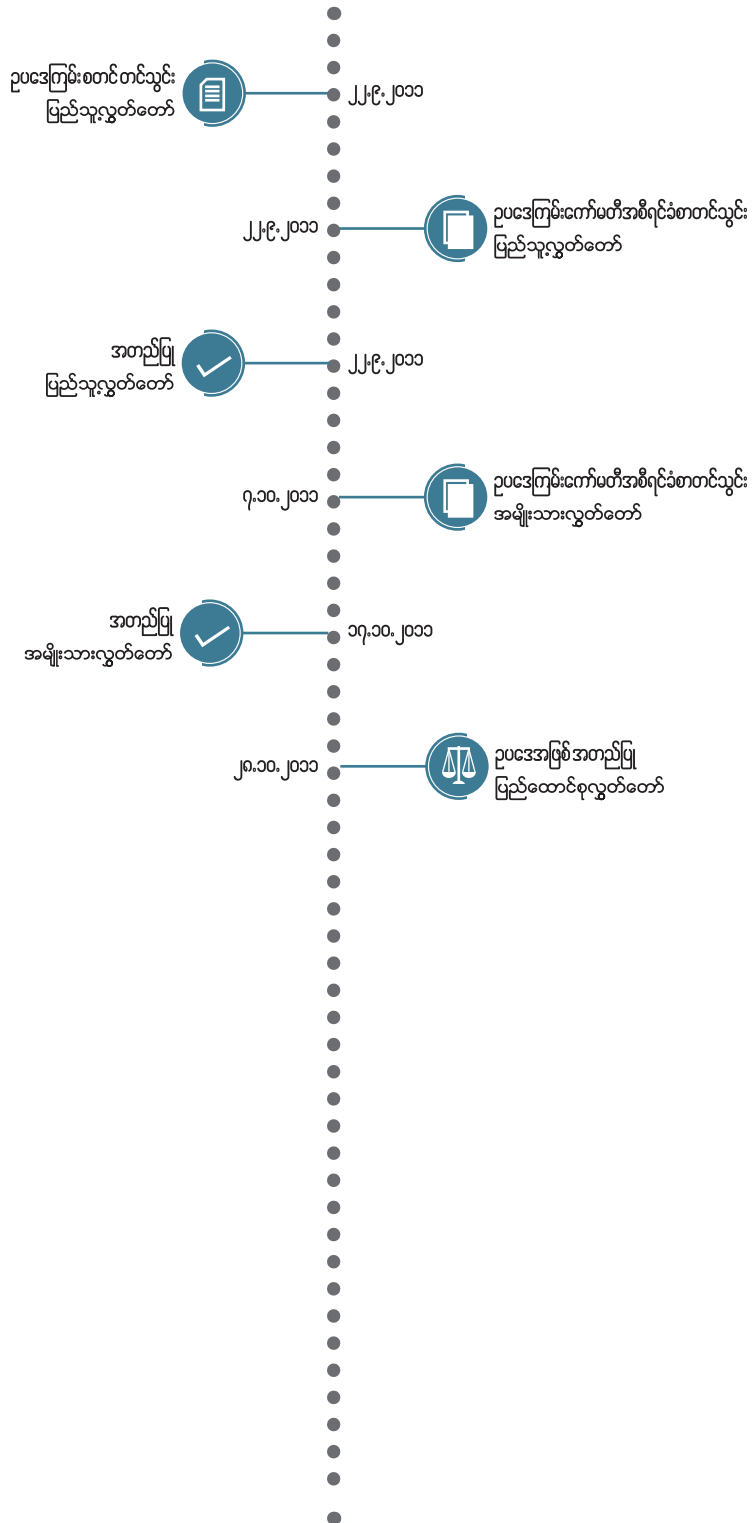 ဥပဒေကြမ်းစတင်တင်သွင်း
ပြည်သူ့လွှတ်တော်
၂၂.၉.၂၀၁၁
၂၂.၉.၂၀၁၁
ဥပဒေကြမ်းကော်မတီအစီရင်ခံစာတင်သွင်း
ပြည်သူ့လွှတ်တော်
အတည်ပြု
ပြည်သူ့လွှတ်တော်
၂၂.၉.၂၀၁၁
၇.၁၀.၂၀၁၁
ဥပဒေကြမ်းကော်မတီအစီရင်ခံစာတင်သွင်း
အမျိုးသားလွှတ်တော်
အတည်ပြု
အမျိုးသားလွှတ်တော်
၁၇.၁၀.၂၀၁၁
၂၈.၁၀.၂၀၁၁
ဥပဒေအဖြစ်အတည်ပြု
ပြည်ထောင်စုလွှတ်တော်